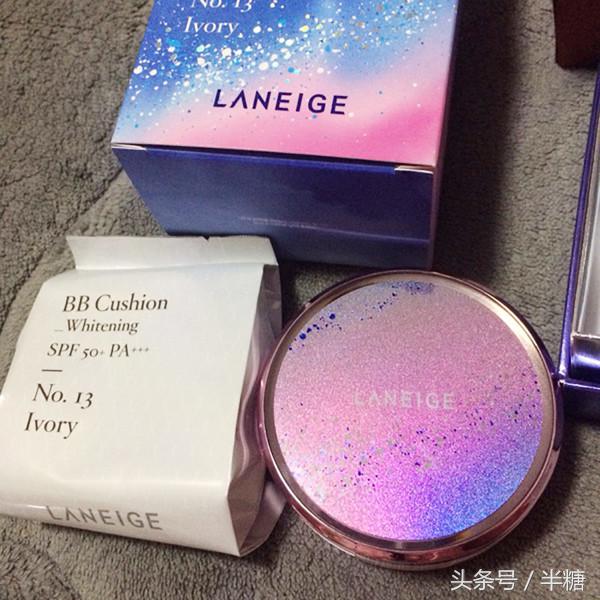 No. 13
Ivory
LANEIGE
BB Cushion
_Whitening
SPF 50+ PA+++
No. 13
Ivory
LANEIGE
LANEIGE
头条号 / 半糖